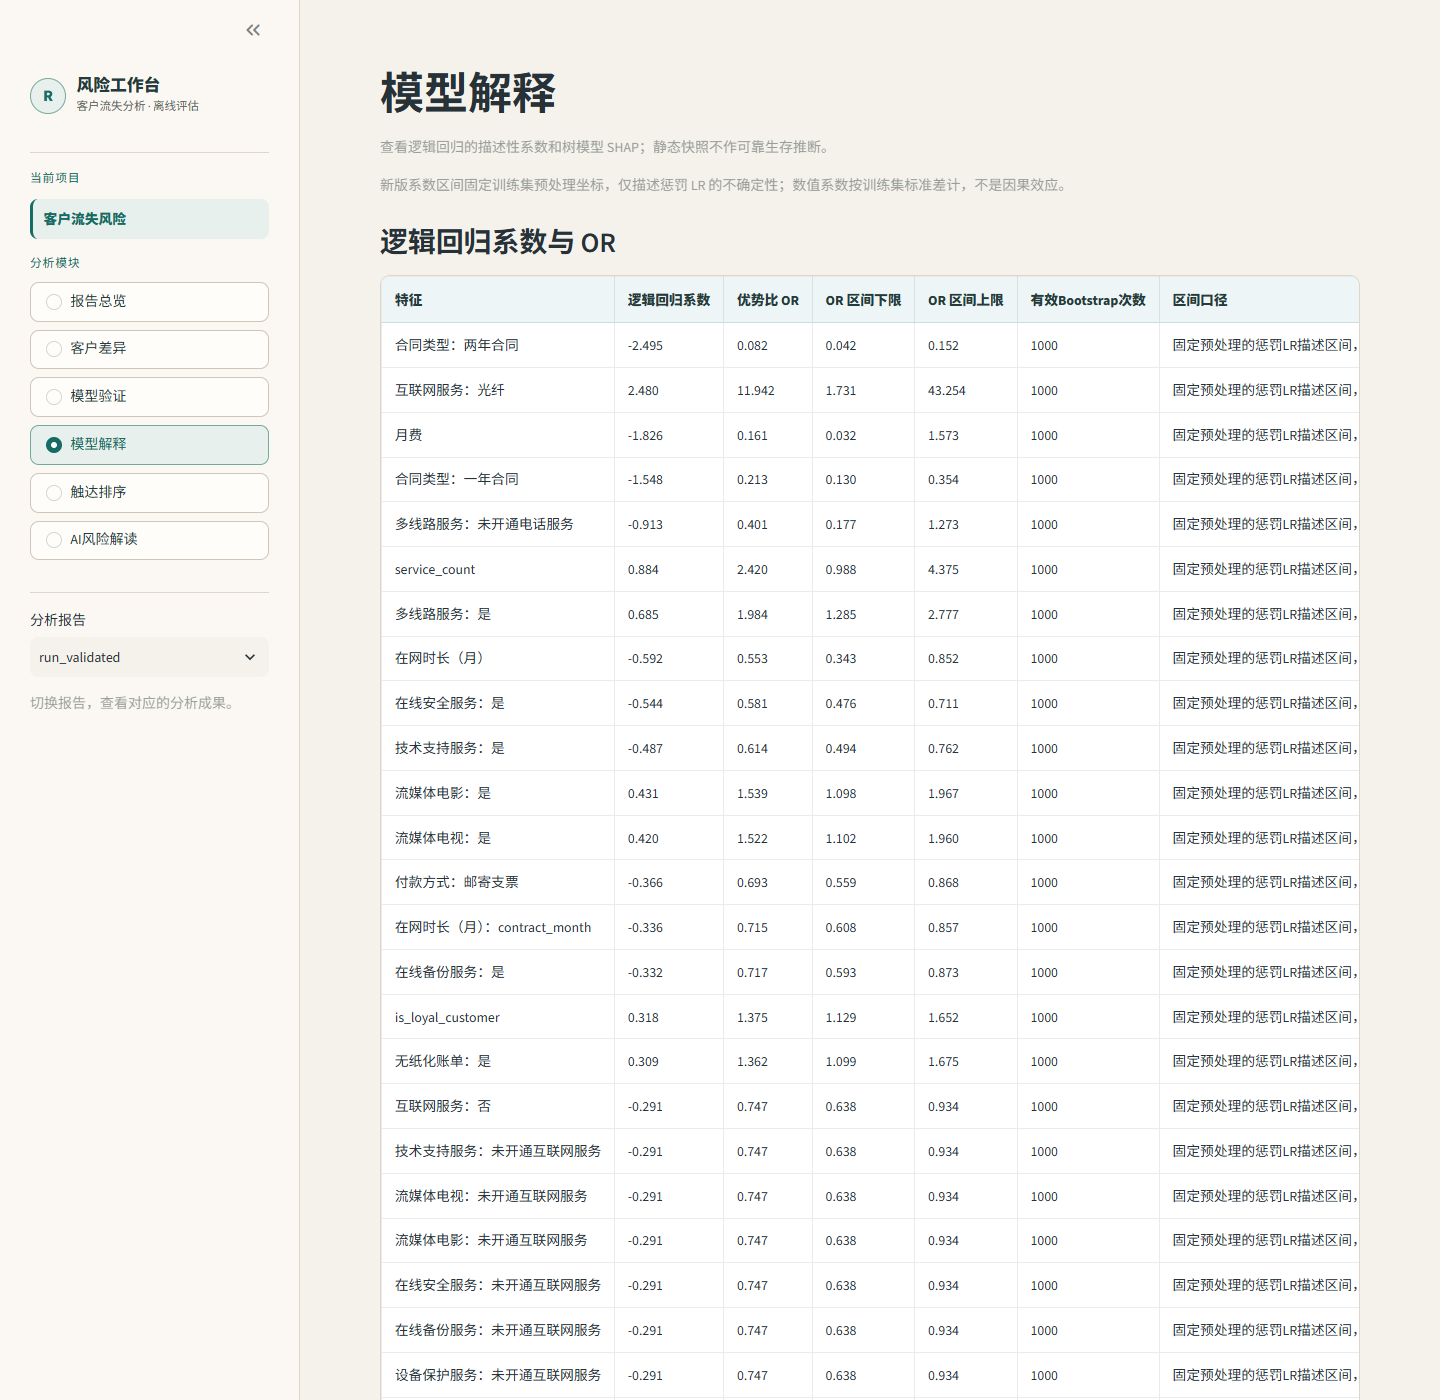 R
风险工作台
客户流失分析 · 离线评估
当前项目
客户流失风险
分析模块
报告总览
客户差异
模型验证
模型解释
触达排序
AI风险解读
分析报告
run_validated
切换报告，查看对应的分析成果。
模型解释
查看逻辑回归的描述性系数和树模型 SHAP；静态快照不作可靠生存推断。
新版系数区间固定训练集预处理坐标，仅描述惩罚 LR 的不确定性；数值系数按训练集标准差计，不是因果效应。
逻辑回归系数与 OR
特征 逻辑回归系数 优势比 OR OR 区间下限 OR 区间上限 有效Bootstrap次数 区间口径
合同类型：两年合同 -2.495 0.082 0.042 0.152 1000 固定预处理的惩罚LR描述区间，
互联网服务：光纤 2.480 11.942 1.731 43.254 1000 固定预处理的惩罚LR描述区间，
月费 -1.826 0.161 0.032 1.573 1000 固定预处理的惩罚LR描述区间，
合同类型：一年合同 -1.548 0.213 0.130 0.354 1000 固定预处理的惩罚LR描述区间，
多线路服务：未开通电话服务 -0.913 0.401 0.177 1.273 1000 固定预处理的惩罚LR描述区间，
service_count 0.884 2.420 0.988 4.375 1000 固定预处理的惩罚LR描述区间，
多线路服务：是 0.685 1.984 1.285 2.777 1000 固定预处理的惩罚LR描述区间，
在网时长（月） -0.592 0.553 0.343 0.852 1000 固定预处理的惩罚LR描述区间，
在线安全服务：是 -0.544 0.581 0.476 0.711 1000 固定预处理的惩罚LR描述区间，
技术支持服务：是 -0.487 0.614 0.494 0.762 1000 固定预处理的惩罚LR描述区间，
流媒体电影：是 0.431 1.539 1.098 1.967 1000 固定预处理的惩罚LR描述区间，
流媒体电视：是 0.420 1.522 1.102 1.960 1000 固定预处理的惩罚LR描述区间，
付款方式：邮寄支票 -0.366 0.693 0.559 0.868 1000 固定预处理的惩罚LR描述区间，
在网时长（月）：contract_month -0.336 0.715 0.608 0.857 1000 固定预处理的惩罚LR描述区间，
在线备份服务：是 -0.332 0.717 0.593 0.873 1000 固定预处理的惩罚LR描述区间，
is_loyal_customer 0.318 1.375 1.129 1.652 1000 固定预处理的惩罚LR描述区间，
无纸化账单：是 0.309 1.362 1.099 1.675 1000 固定预处理的惩罚LR描述区间，
互联网服务：否 -0.291 0.747 0.638 0.934 1000 固定预处理的惩罚LR描述区间，
技术支持服务：未开通互联网服务 -0.291 0.747 0.638 0.934 1000 固定预处理的惩罚LR描述区间，
流媒体电视：未开通互联网服务 -0.291 0.747 0.638 0.934 1000 固定预处理的惩罚LR描述区间，
流媒体电影：未开通互联网服务 -0.291 0.747 0.638 0.934 1000 固定预处理的惩罚LR描述区间，
在线安全服务：未开通互联网服务 -0.291 0.747 0.638 0.934 1000 固定预处理的惩罚LR描述区间，
在线备份服务：未开通互联网服务 -0.291 0.747 0.638 0.934 1000 固定预处理的惩罚LR描述区间，
设备保护服务：未开通互联网服务 -0.291 0.747 0.638 0.934 1000 固定预处理的惩罚LR描述区间，